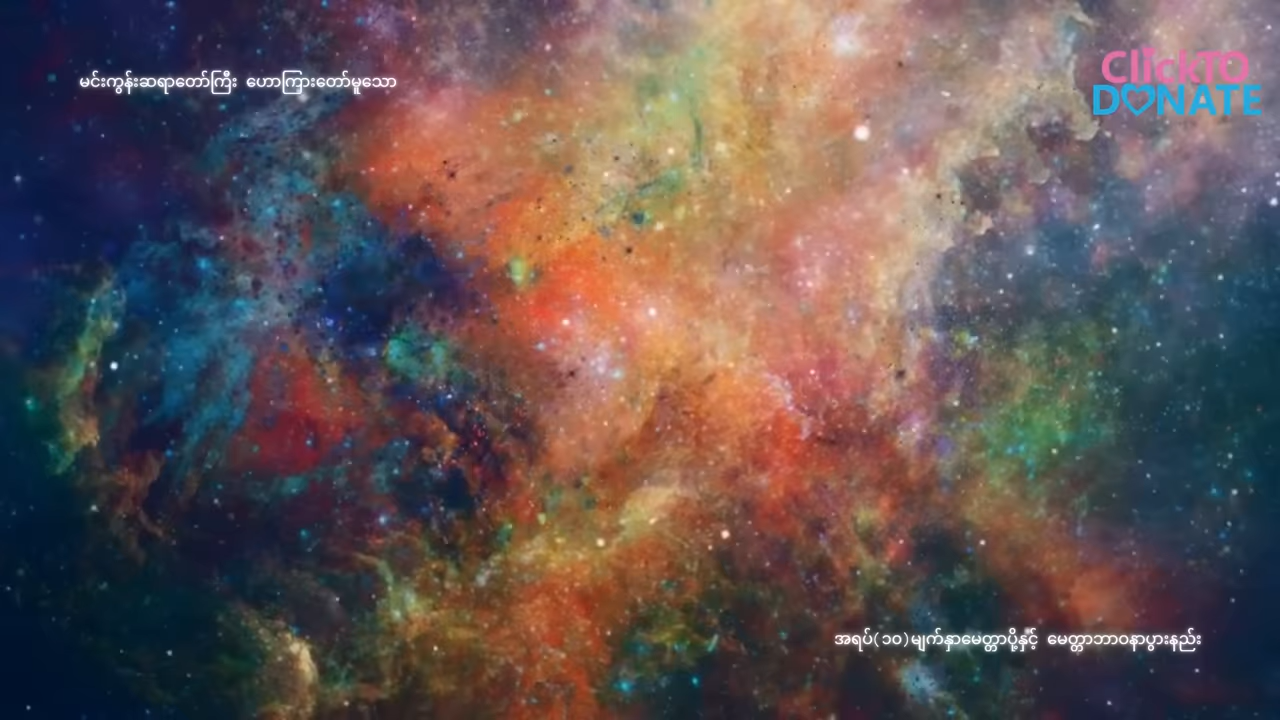 မင်းကွန်းဆရာတော်ကြီး ဟောကြားတော်မူသော
ClickTO
DONATE
အရပ်(၁၀)မျက်နှာမေတ္တာပို့နှင့် မေတ္တာဘာဝနာပွားနည်း